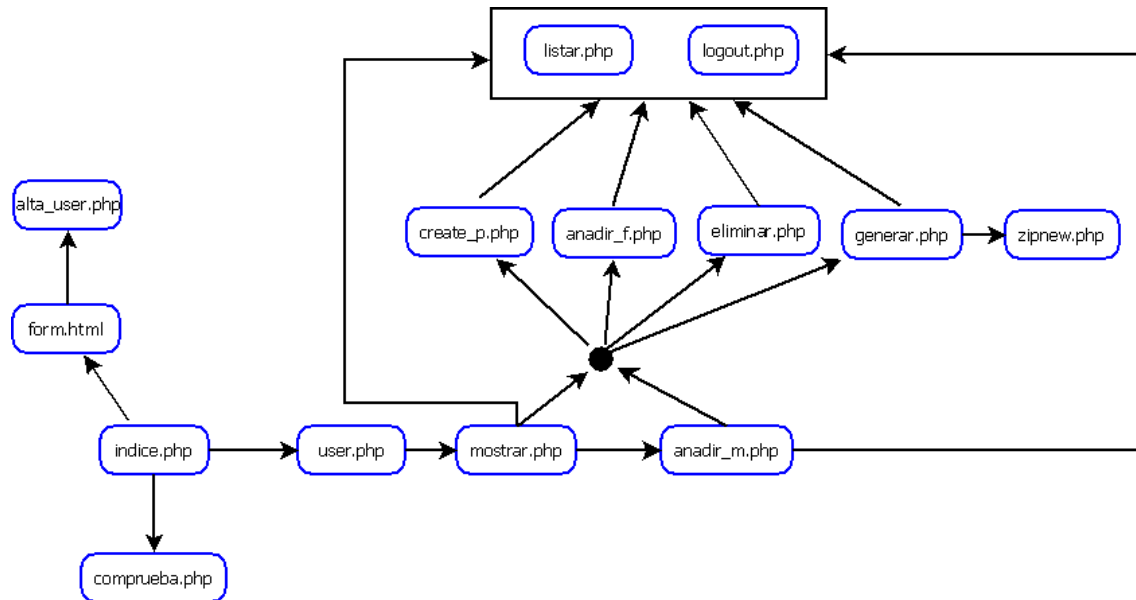 listar.php
logout.php
alta_user.php
create_p.php
anadir_f.php
eliminar.php
generar.php
zipnew.php
form.html
indice.php
user.php
mostrar.php
anadir_m.php
comprueba.php